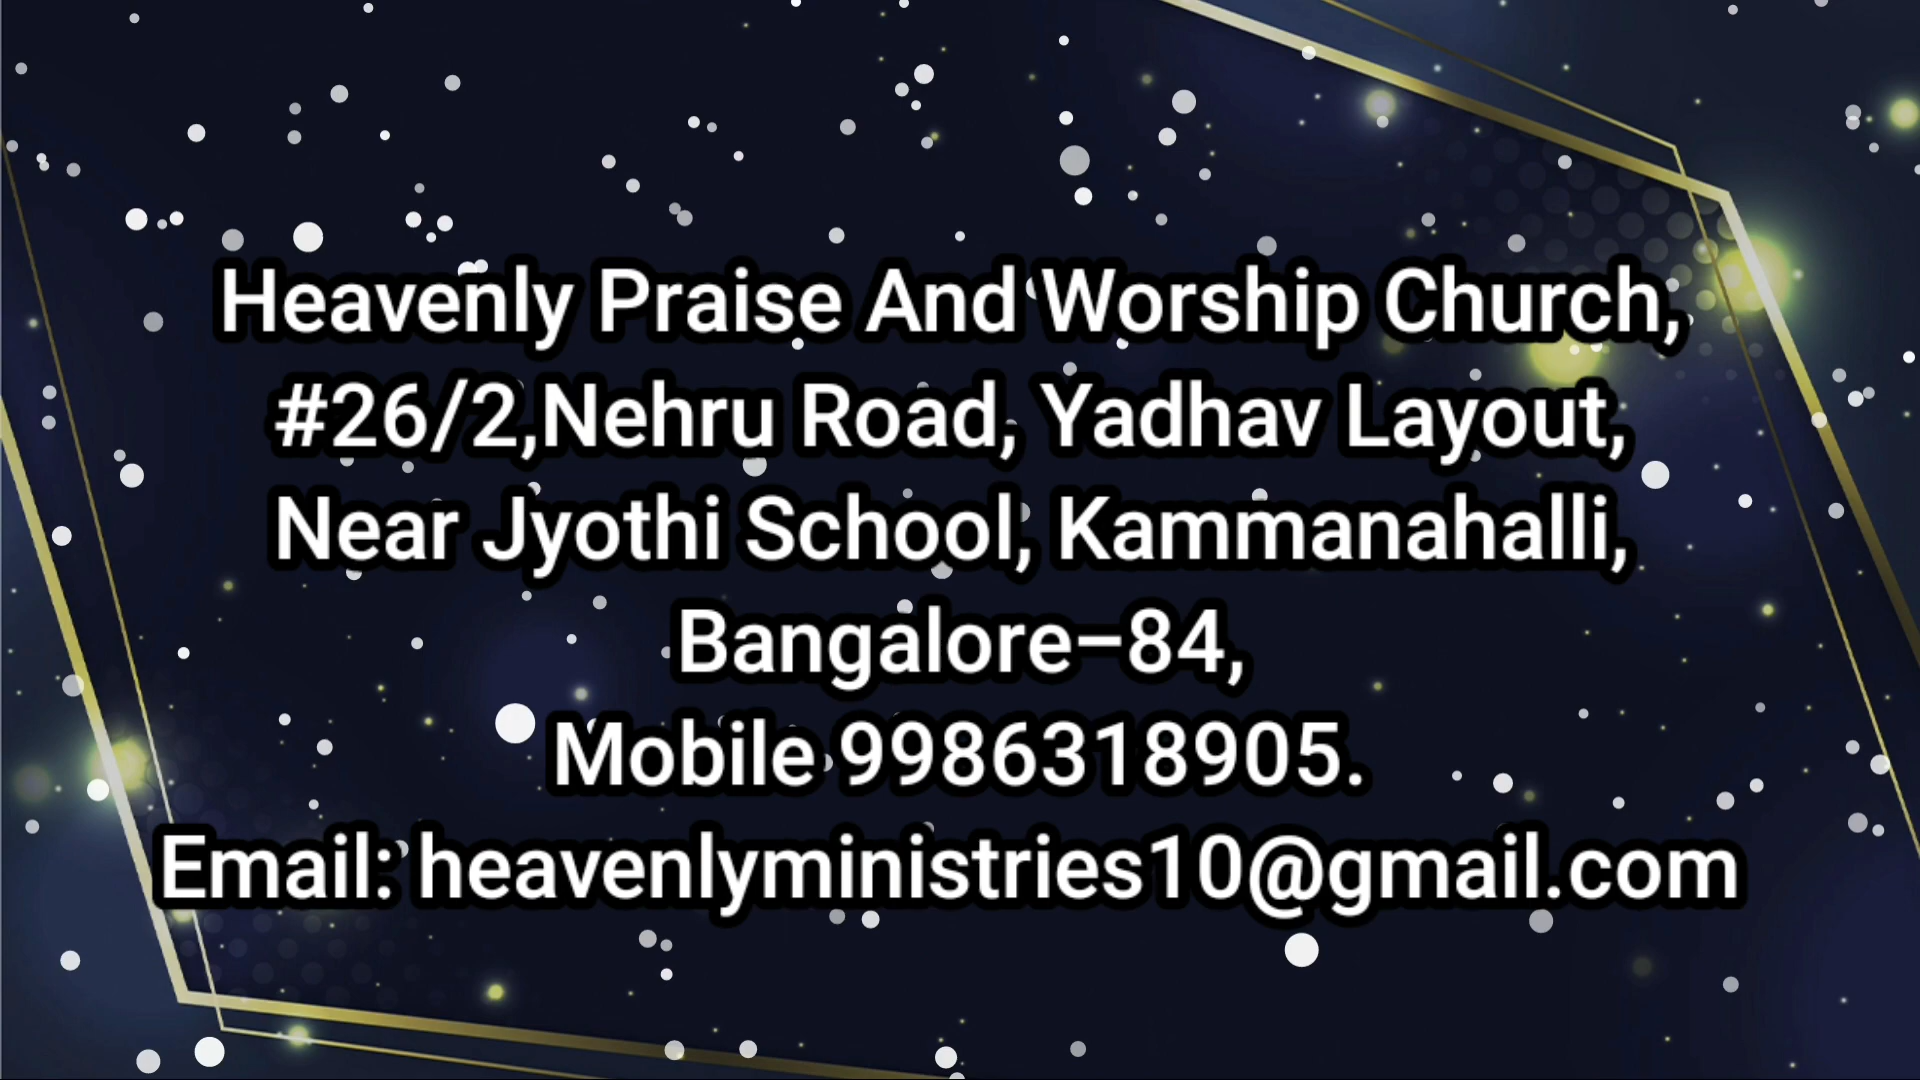 Heavenly Praise And Worship Church,
#26/2,Nehru Road, Yadhav Layout,
Near Jyothi School, Kammanahalli,
Bangalore–84,
Mobile 9986318905.
Email: heavenlyministries10@gmail.com